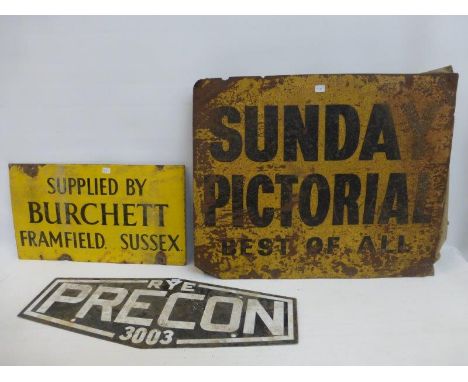 SUNDAY
PICTORIAL
BEST OF ALL
SUPPLIED BY
BURCHETT
FRAMFIELD. SUSSEX.
RYE
PRECON
3003